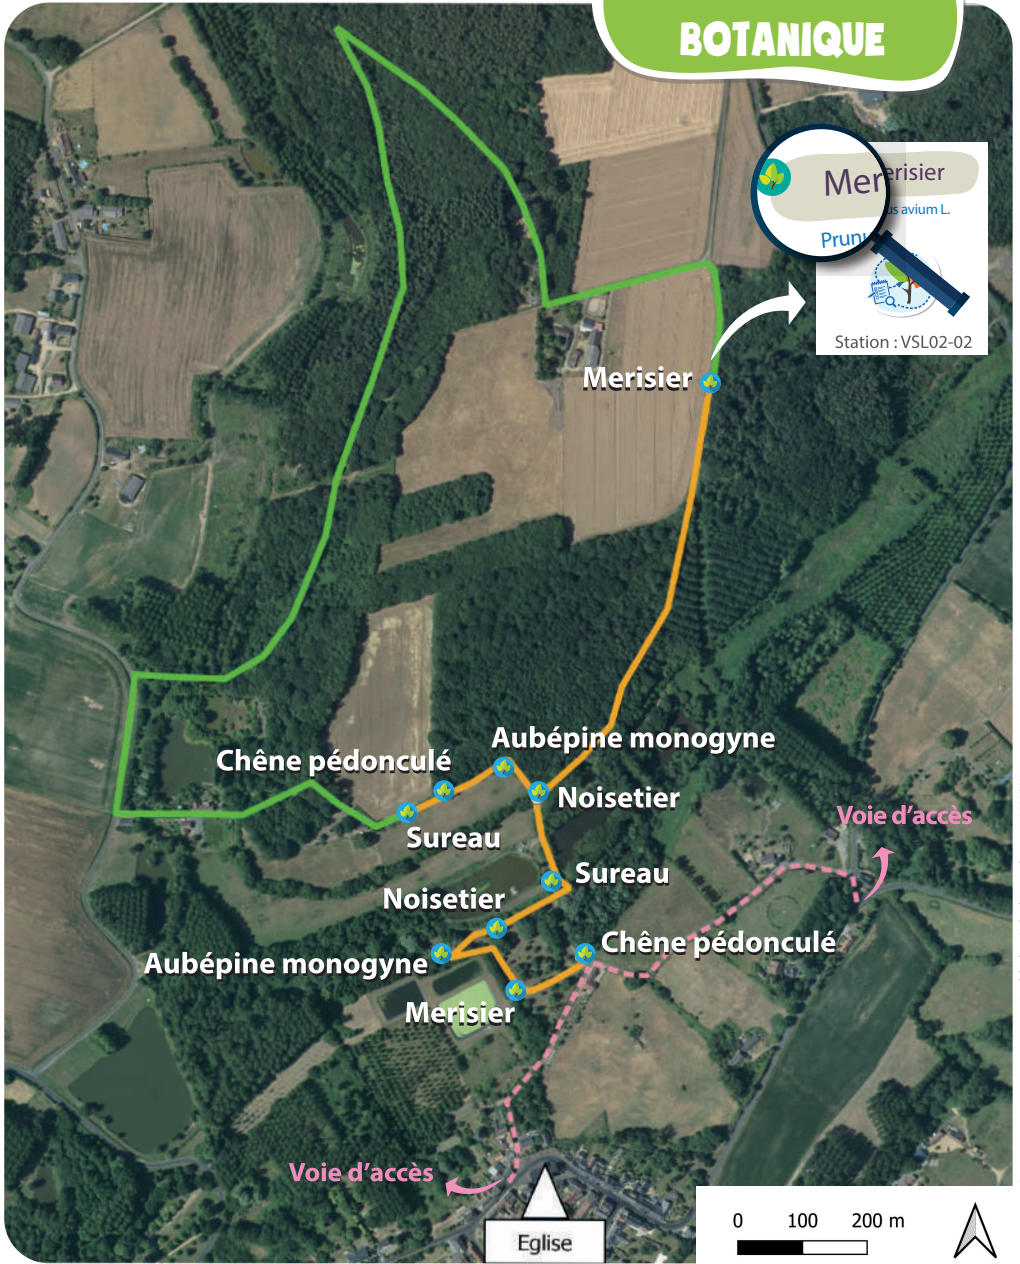 BOTANIQUE
Mer
erisier
us avium L.
Prunu
Station : VSL02-02
Merisier
Aubépine monogyne
Chêne pédonculé
Noisetier
Voie d'accès
Sureau
Sureau
Noisetier
Chêne pédonculé
Aubépine monogyne
Merisier
Voie d'accès
0 100 200 m
Eglise